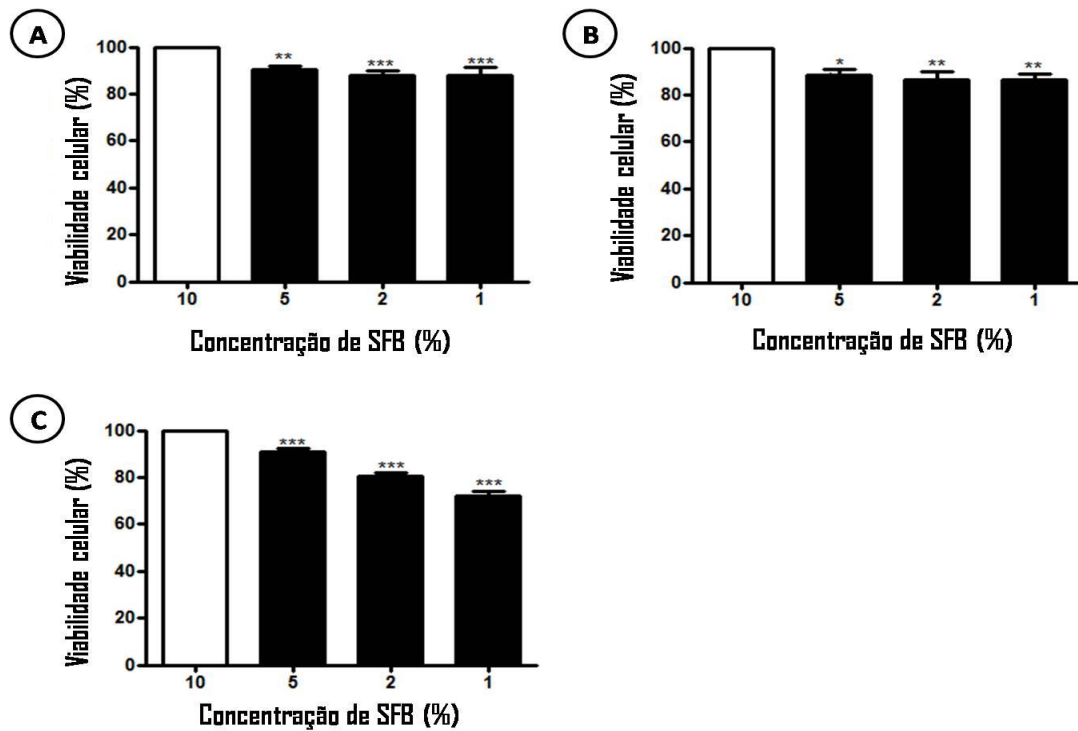 A
Viabilidade celular (%)
100
80
60
40
20
0
** *** ***
10 5 2 1
Concentração de SFB (%)
B
Viabilidade celular (%)
100
80
60
40
20
0
* ** **
10 5 2 1
Concentração de SFB (%)
C
Viabilidade celular (%)
100
80
60
40
20
0
*** *** ***
10 5 2 1
Concentração de SFB (%)